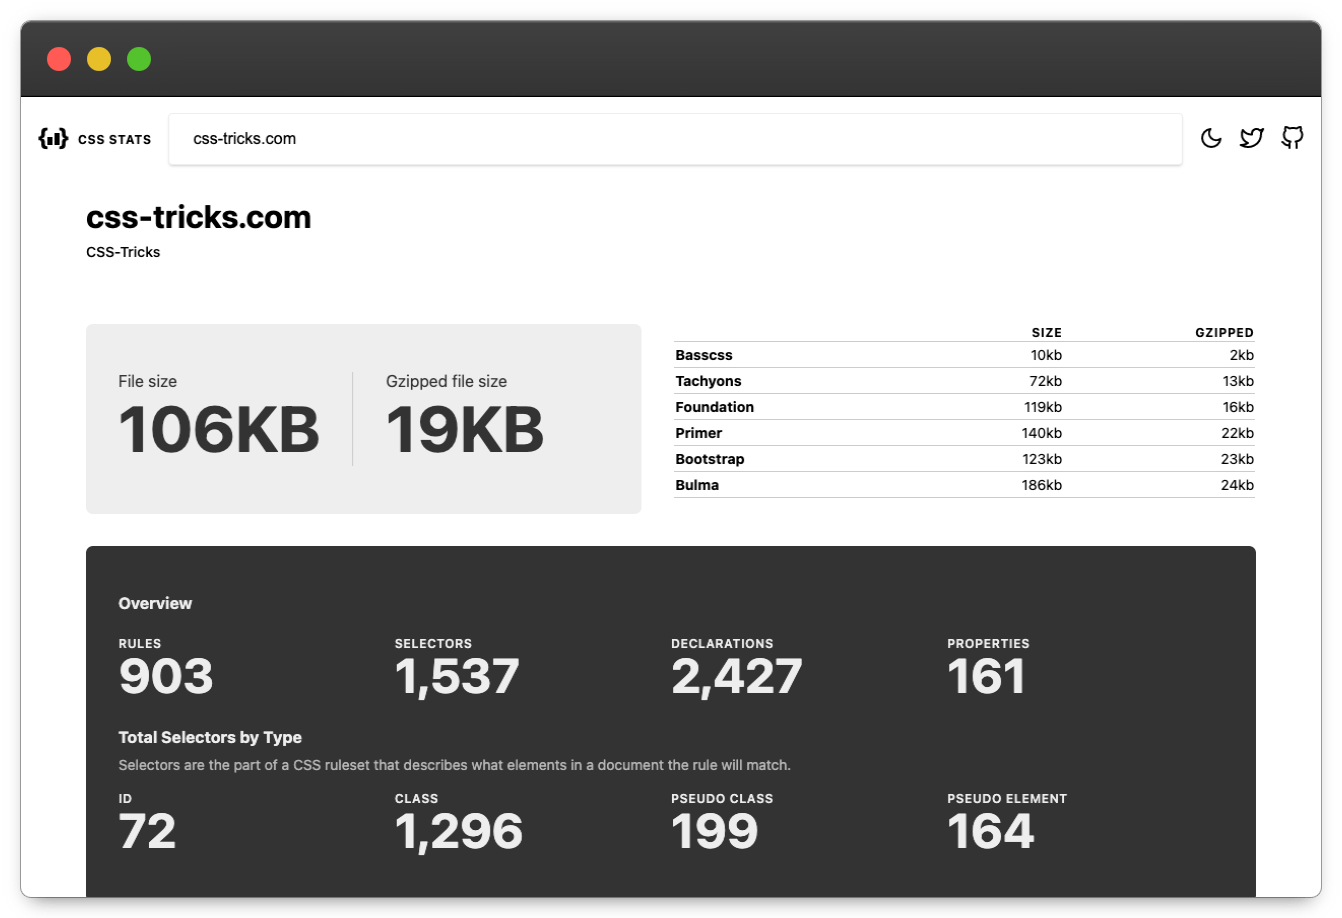 CSS STATS css-tricks.com
css-tricks.com
CSS-Tricks
File size Gzipped file size
106KB 19KB
SIZE GZIPPED
Basscss 10kb 2kb
Tachyons 72kb 13kb
Foundation 119kb 16kb
Primer 140kb 22kb
Bootstrap 123kb 23kb
Bulma 186kb 24kb
Overview
RULES SELECTORS DECLARATIONS PROPERTIES
903 1,537 2,427 161
Total Selectors by Type
Selectors are the part of a CSS ruleset that describes what elements in a document the rule will match.
ID CLASS PSEUDO CLASS PSEUDO ELEMENT
72 1,296 199 164